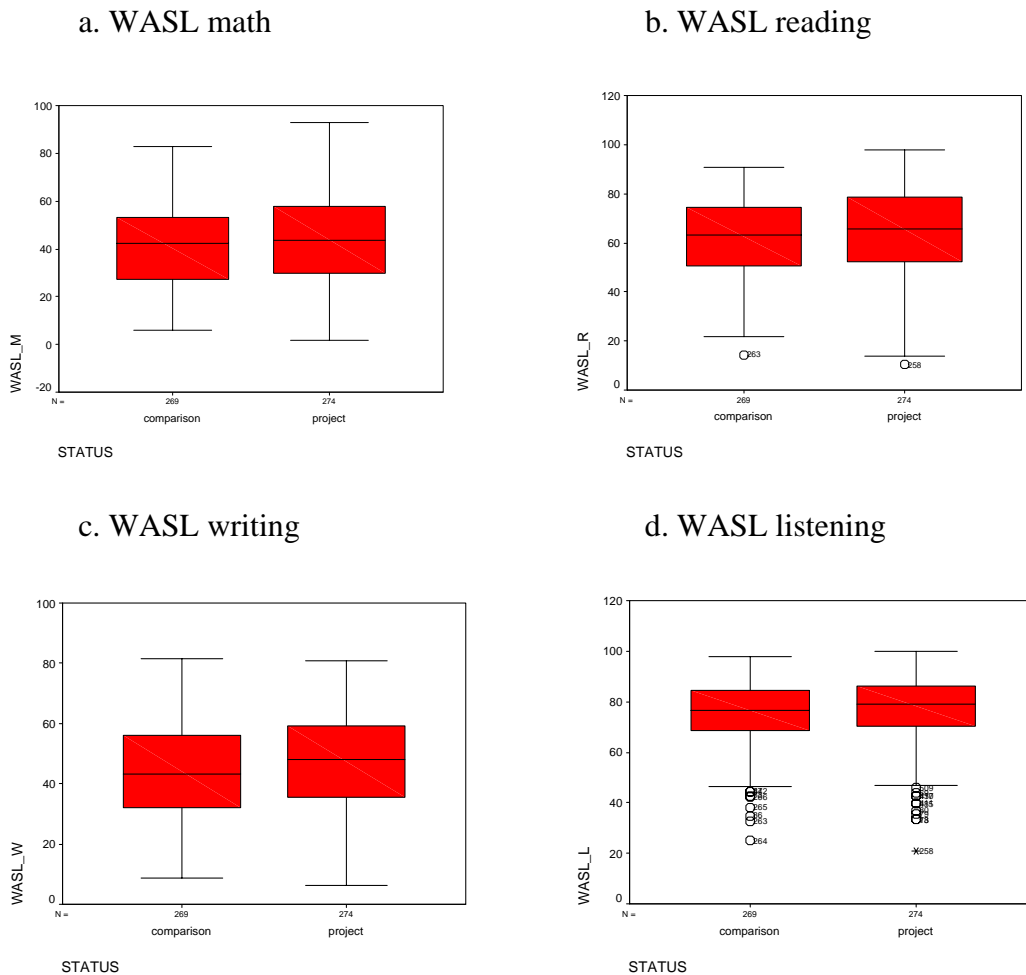 a. WASL math
b. WASL reading
100
80
60
40
20
0
-20
WASL_M
N =
269
274
comparison
project
STATUS
120
100
80
60
40
20
0
WASL_R
263
258
N =
269
274
comparison
project
STATUS
c. WASL writing
d. WASL listening
100
80
60
40
20
0
WASL_W
N =
269
274
comparison
project
STATUS
120
100
80
60
40
20
0
WASL_L
265
263
264
509
258
N =
269
274
comparison
project
STATUS